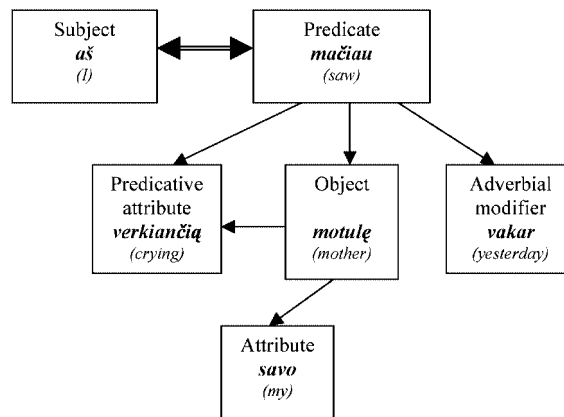 Subject
aš
(I)
Predicate
mačiau
(saw)
Predicative
attribute
verkiančią
(crying)
Object
motulę
(mother)
Adverbial
modifier
vakar
(yesterday)
Attribute
savo
(my)